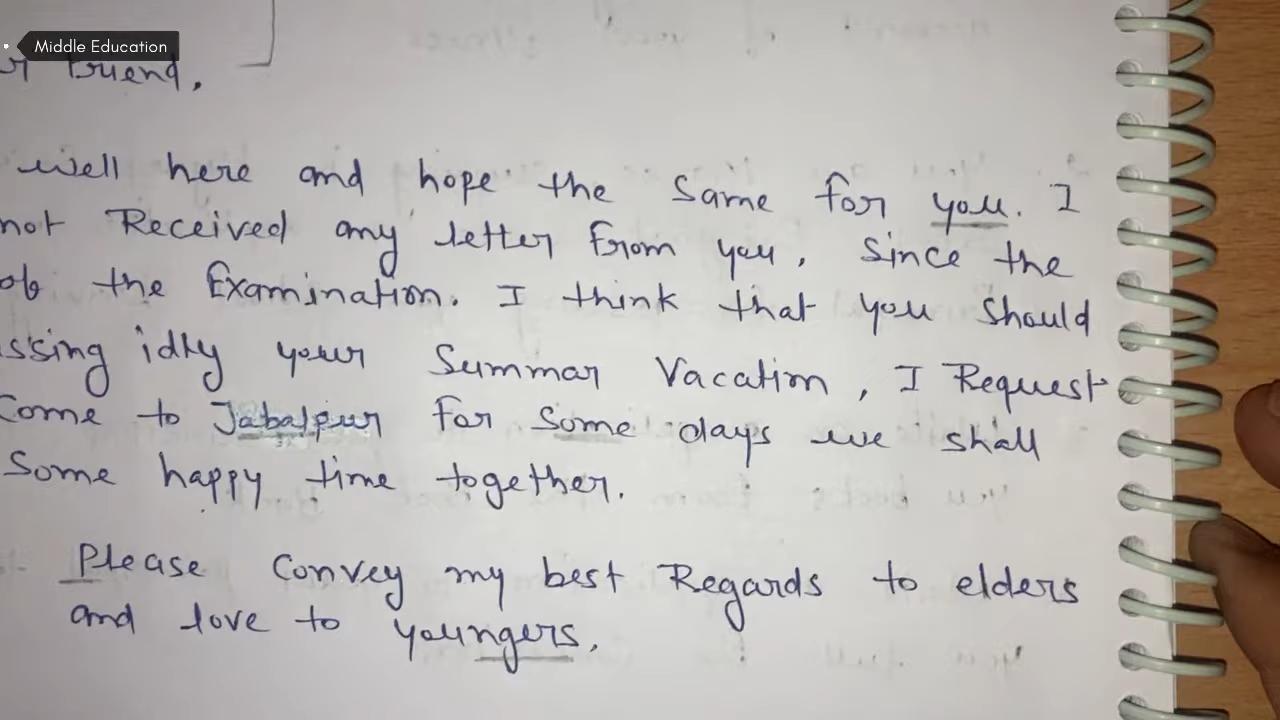 Middle Education
friend,
well here and hope the same for you. I
not Received any letter from you, Since the
ob the Examination. I think that you should
ssing idly your Summar Vacation, I Request
Come to Jabalpur For Some days we shall
Some happy time together.
Please Convey my best Regards to elders
and love to youngers.